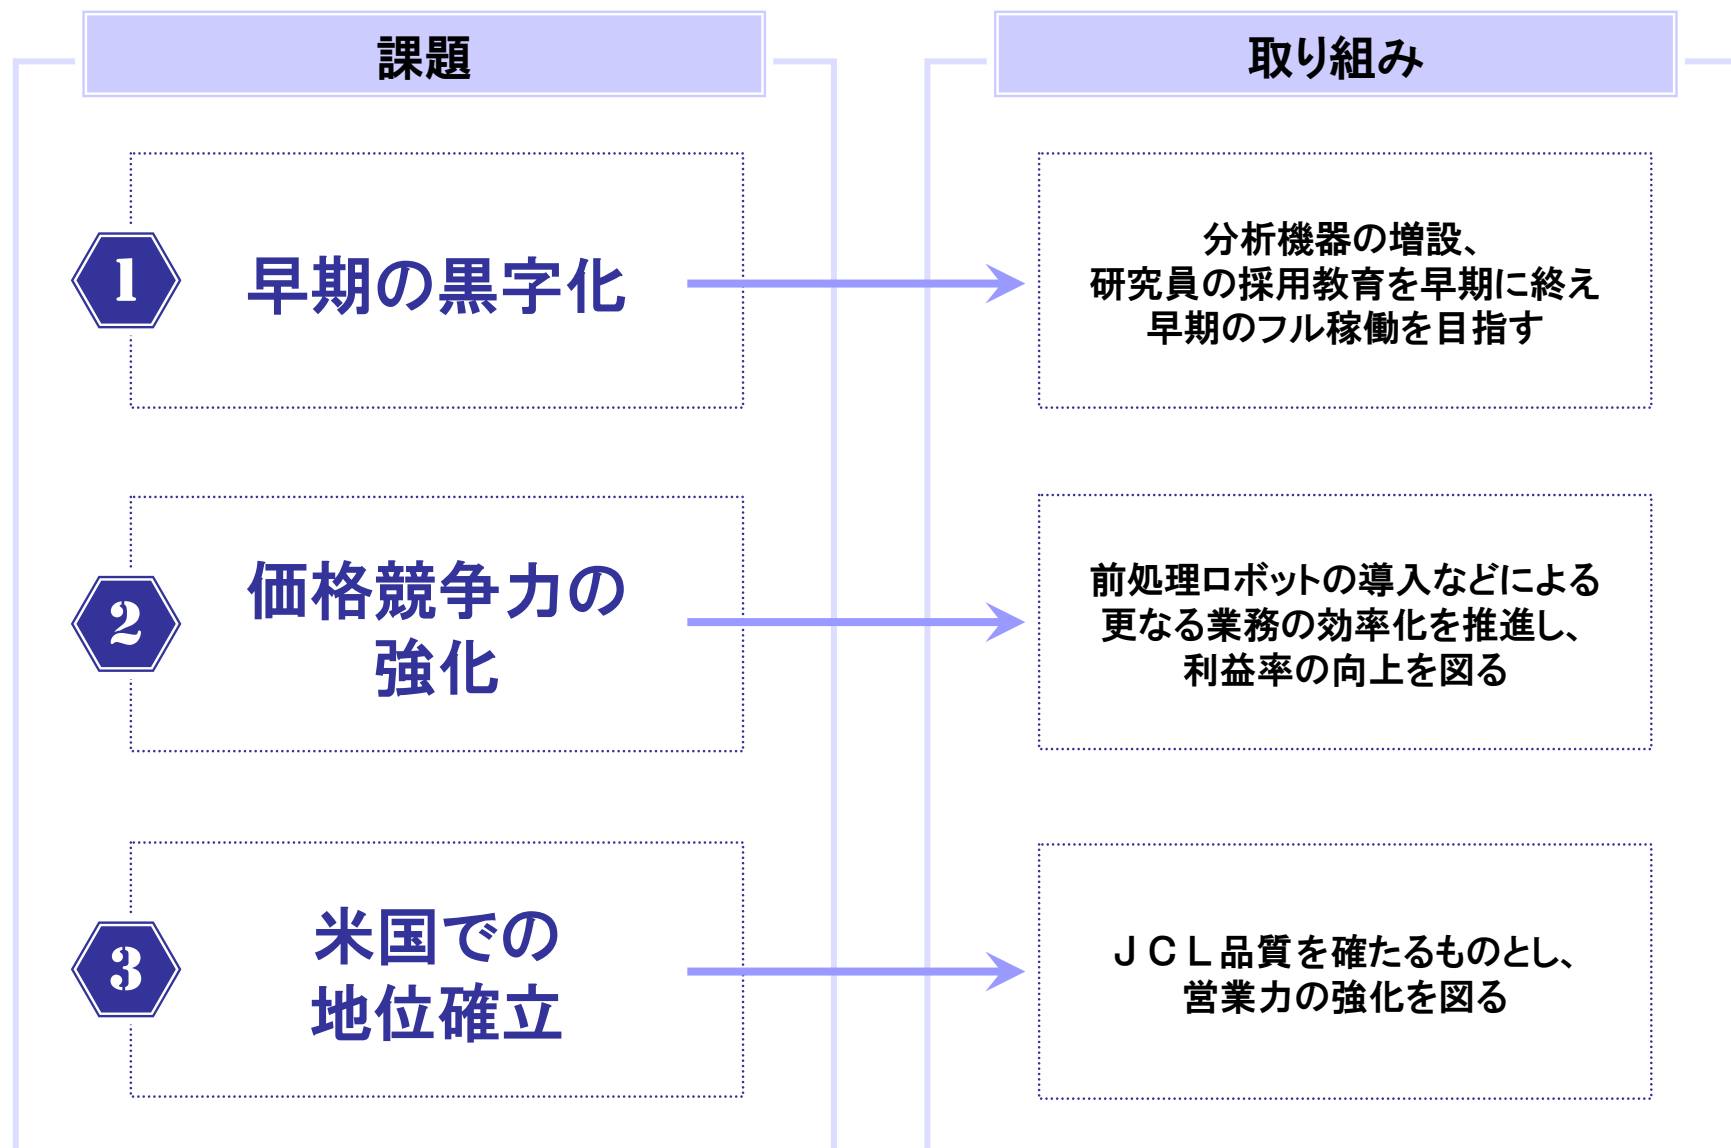 課題
取り組み
1
早期の黒字化
分析機器の増設、
研究員の採用教育を早期に終え
早期のフル稼働を目指す
2
価格競争力の
強化
前処理ロボットの導入などによる
更なる業務の効率化を推進し、
利益率の向上を図る
3
米国での
地位確立
ＪＣＬ品質を確たるものとし、
営業力の強化を図る